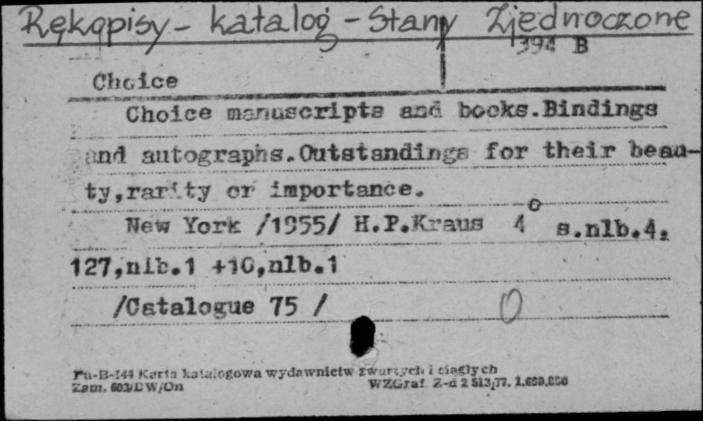 Rękopisy - katalog - Stany Zjednoczone
394 B
Choice
Choice manuscripts and books.Bindings
and autographs.Outstandings for their beau-
ty,rarity or importance.
New York /1955/ H.P.Kraus 4° s.nlb.4,
127,nlb.1 +10,nlb.1
/Catalogue 75 /
0
Pu-B-144 Karta katalogowa wydawnictw zwartych i ciągłych
Zam. WZGraf. Z-d 2